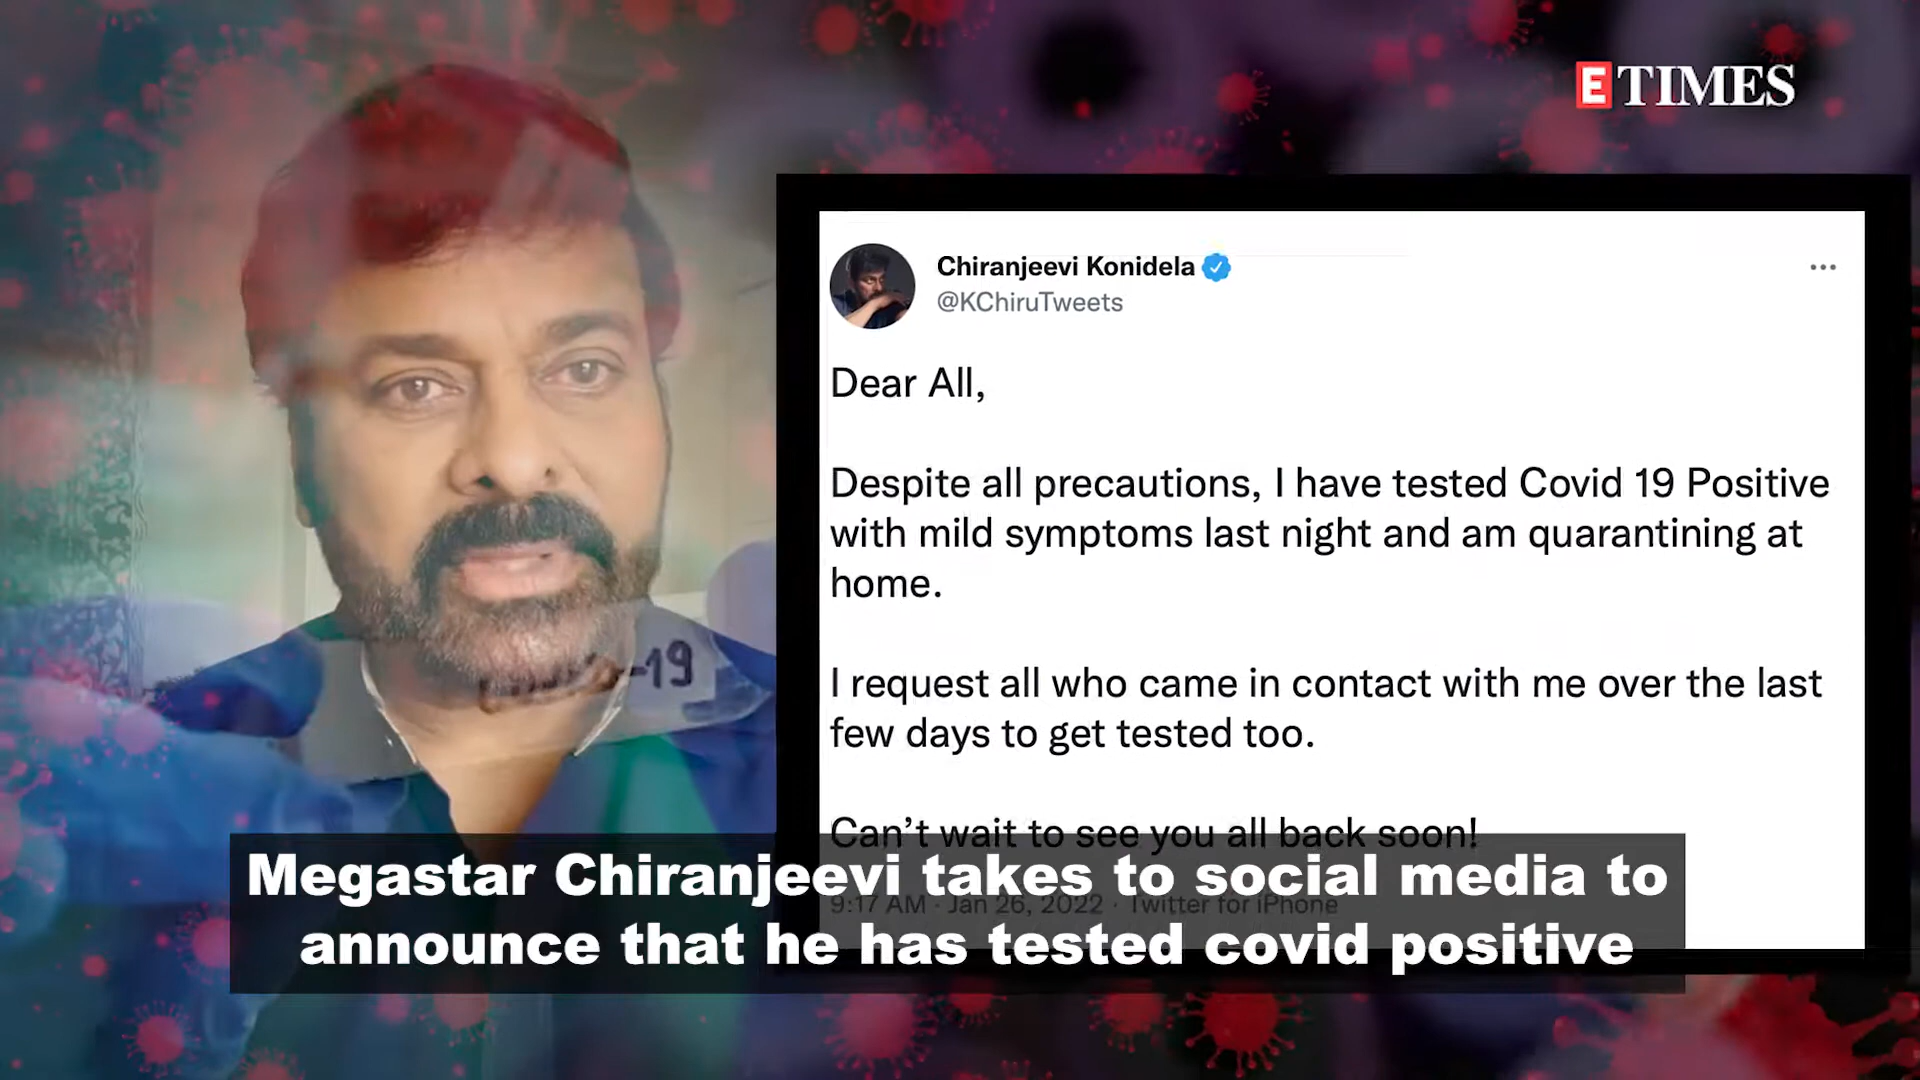 E TIMES
Chiranjeevi Konidela
@KChiruTweets
Dear All,
Despite all precautions, I have tested Covid 19 Positive
with mild symptoms last night and am quarantining at
home.
I request all who came in contact with me over the last
few days to get tested too.
Can't wait to see you all back soon!
9:17 AM · Jan 26, 2022 · Twitter for iPhone
Megastar Chiranjeevi takes to social media to
announce that he has tested covid positive
-19